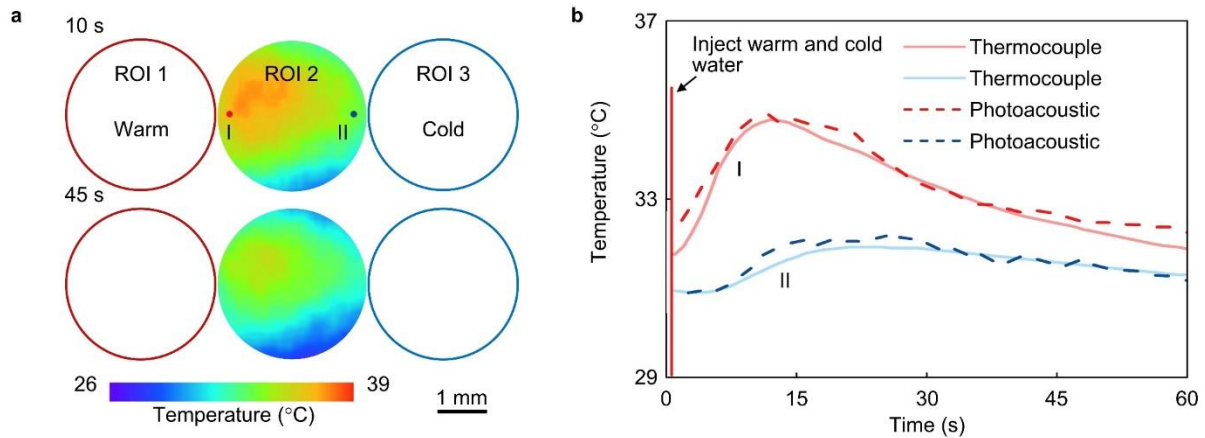 a
10 s
ROI 1
ROI 2
ROI 3
Warm
I
II
Cold
45 s
26
39
Temperature (°C)
1 mm
b
37
33
29
Temperature (°C)
Inject warm and cold
water
Thermocouple
Thermocouple
Photoacoustic
Photoacoustic
I
II
0
15
30
45
60
Time (s)